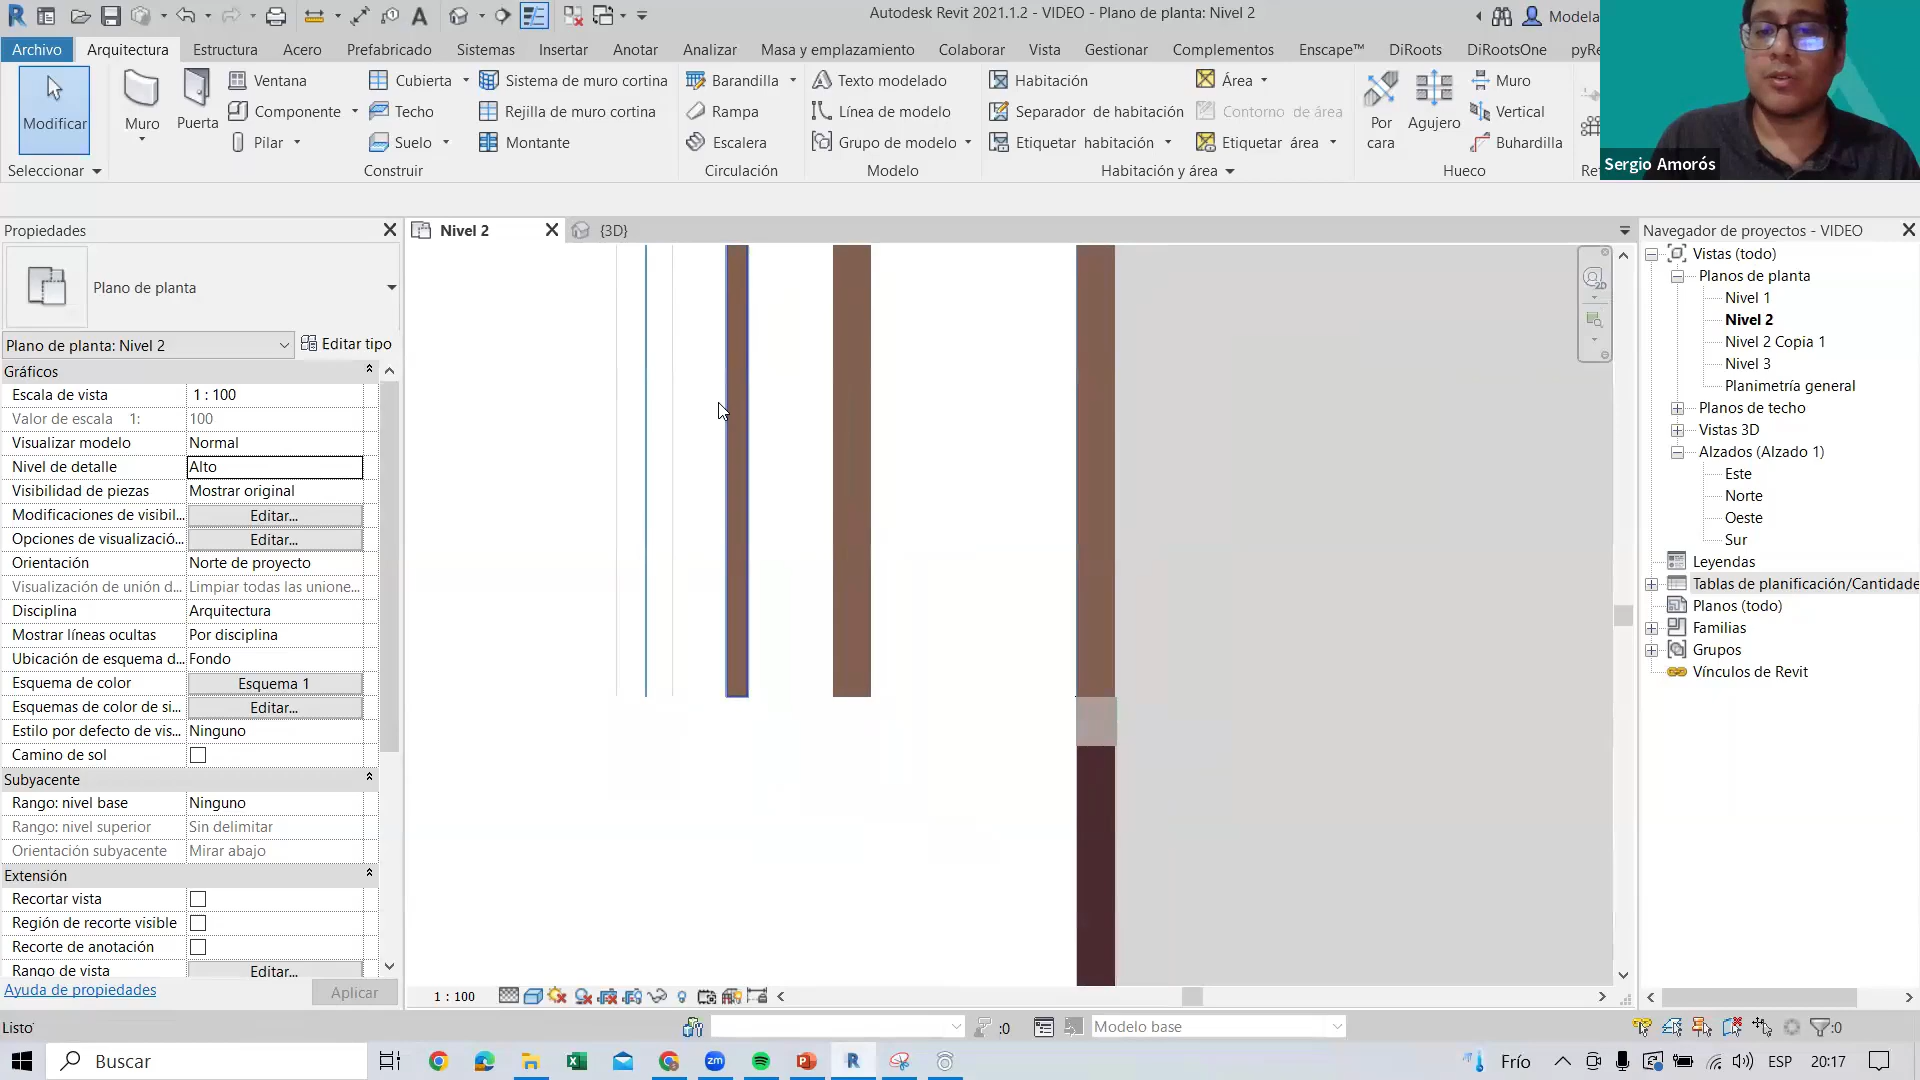 Autodesk Revit 2021.1.2 - VIDEO - Plano de planta: Nivel 2
Modela
Archivo Arquitectura Estructura Acero Prefabricado Sistemas Insertar Anotar Analizar Masa y emplazamiento Colaborar Vista Gestionar Complementos Enscape™ DiRoots DiRootsOne pyRe
Ventana Cubierta Sistema de muro cortina Barandilla Texto modelado Habitación Área Muro
Modificar Muro Puerta Componente Techo Rejilla de muro cortina Rampa Línea de modelo Separador de habitación Contorno de área Por cara Agujero Vertical
Pilar Suelo Montante Escalera Grupo de modelo Etiquetar habitación Etiquetar área Buhardilla
Seleccionar Construir Circulación Modelo Habitación y área Hueco Re
Sergio Amorós
Propiedades
Nivel 2 {3D}
Navegador de proyectos - VIDEO
Plano de planta
Plano de planta: Nivel 2 Editar tipo
Gráficos
Escala de vista 1 : 100
Valor de escala 1: 100
Visualizar modelo Normal
Nivel de detalle Alto
Visibilidad de piezas Mostrar original
Modificaciones de visibil... Editar...
Opciones de visualizació... Editar...
Orientación Norte de proyecto
Visualización de unión d... Limpiar todas las unione...
Disciplina Arquitectura
Mostrar líneas ocultas Por disciplina
Ubicación de esquema d... Fondo
Esquema de color Esquema 1
Esquemas de color de si... Editar...
Estilo por defecto de vis... Ninguno
Camino de sol
Subyacente
Rango: nivel base Ninguno
Rango: nivel superior Sin delimitar
Orientación subyacente Mirar abajo
Extensión
Recortar vista
Región de recorte visible
Recorte de anotación
Rango de vista Editar...
Ayuda de propiedades Aplicar
2D
Vistas (todo)
Planos de planta
Nivel 1
Nivel 2
Nivel 2 Copia 1
Nivel 3
Planimetría general
Planos de techo
Vistas 3D
Alzados (Alzado 1)
Este
Norte
Oeste
Sur
Leyendas
Tablas de planificación/Cantidade
Planos (todo)
Familias
Grupos
Vínculos de Revit
1 : 100
Listo
:0 Modelo base :0
Buscar
zm
Frío ESP 20:17